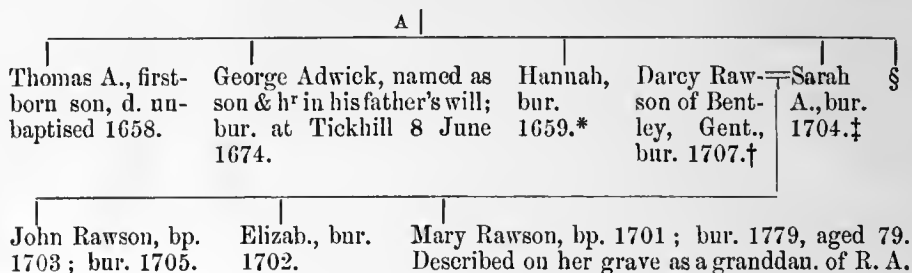 A
Thomas A., first-
born son, d. un-
baptised 1658.
George Adwick, named as
son & hʳ in his father's will;
bur. at Tickhill 8 June
1674.
Hannah,
bur.
1659.*
Darcy Raw-
son of Bent-
ley, Gent.,
bur. 1707.†
Sarah
A., bur.
1704.‡
§
John Rawson, bp.
1703 ; bur. 1705.
Elizab., bur.
1702.
Mary Rawson, bp. 1701 ; bur. 1779, aged 79.
Described on her grave as a granddau. of R. A.